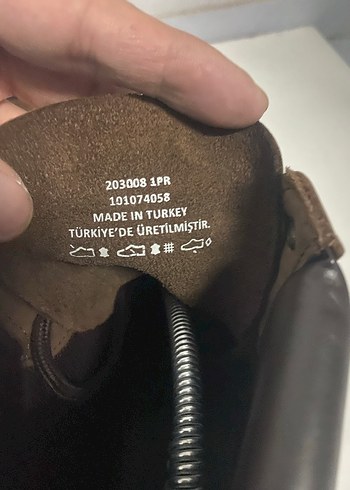 203008 1PR
101074058
MADE IN TURKEY
TÜRKİYE'DE ÜRETİLMİŞTİR.